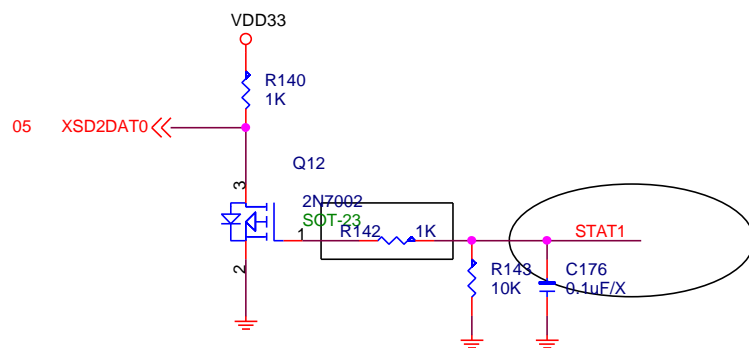 VDD33
R140
1K
05 XSD2DAT0
Q12
3
2N7002
SOT-23
1
R142 1K
STAT1
2
R143
10K
C176
0.1uF/X